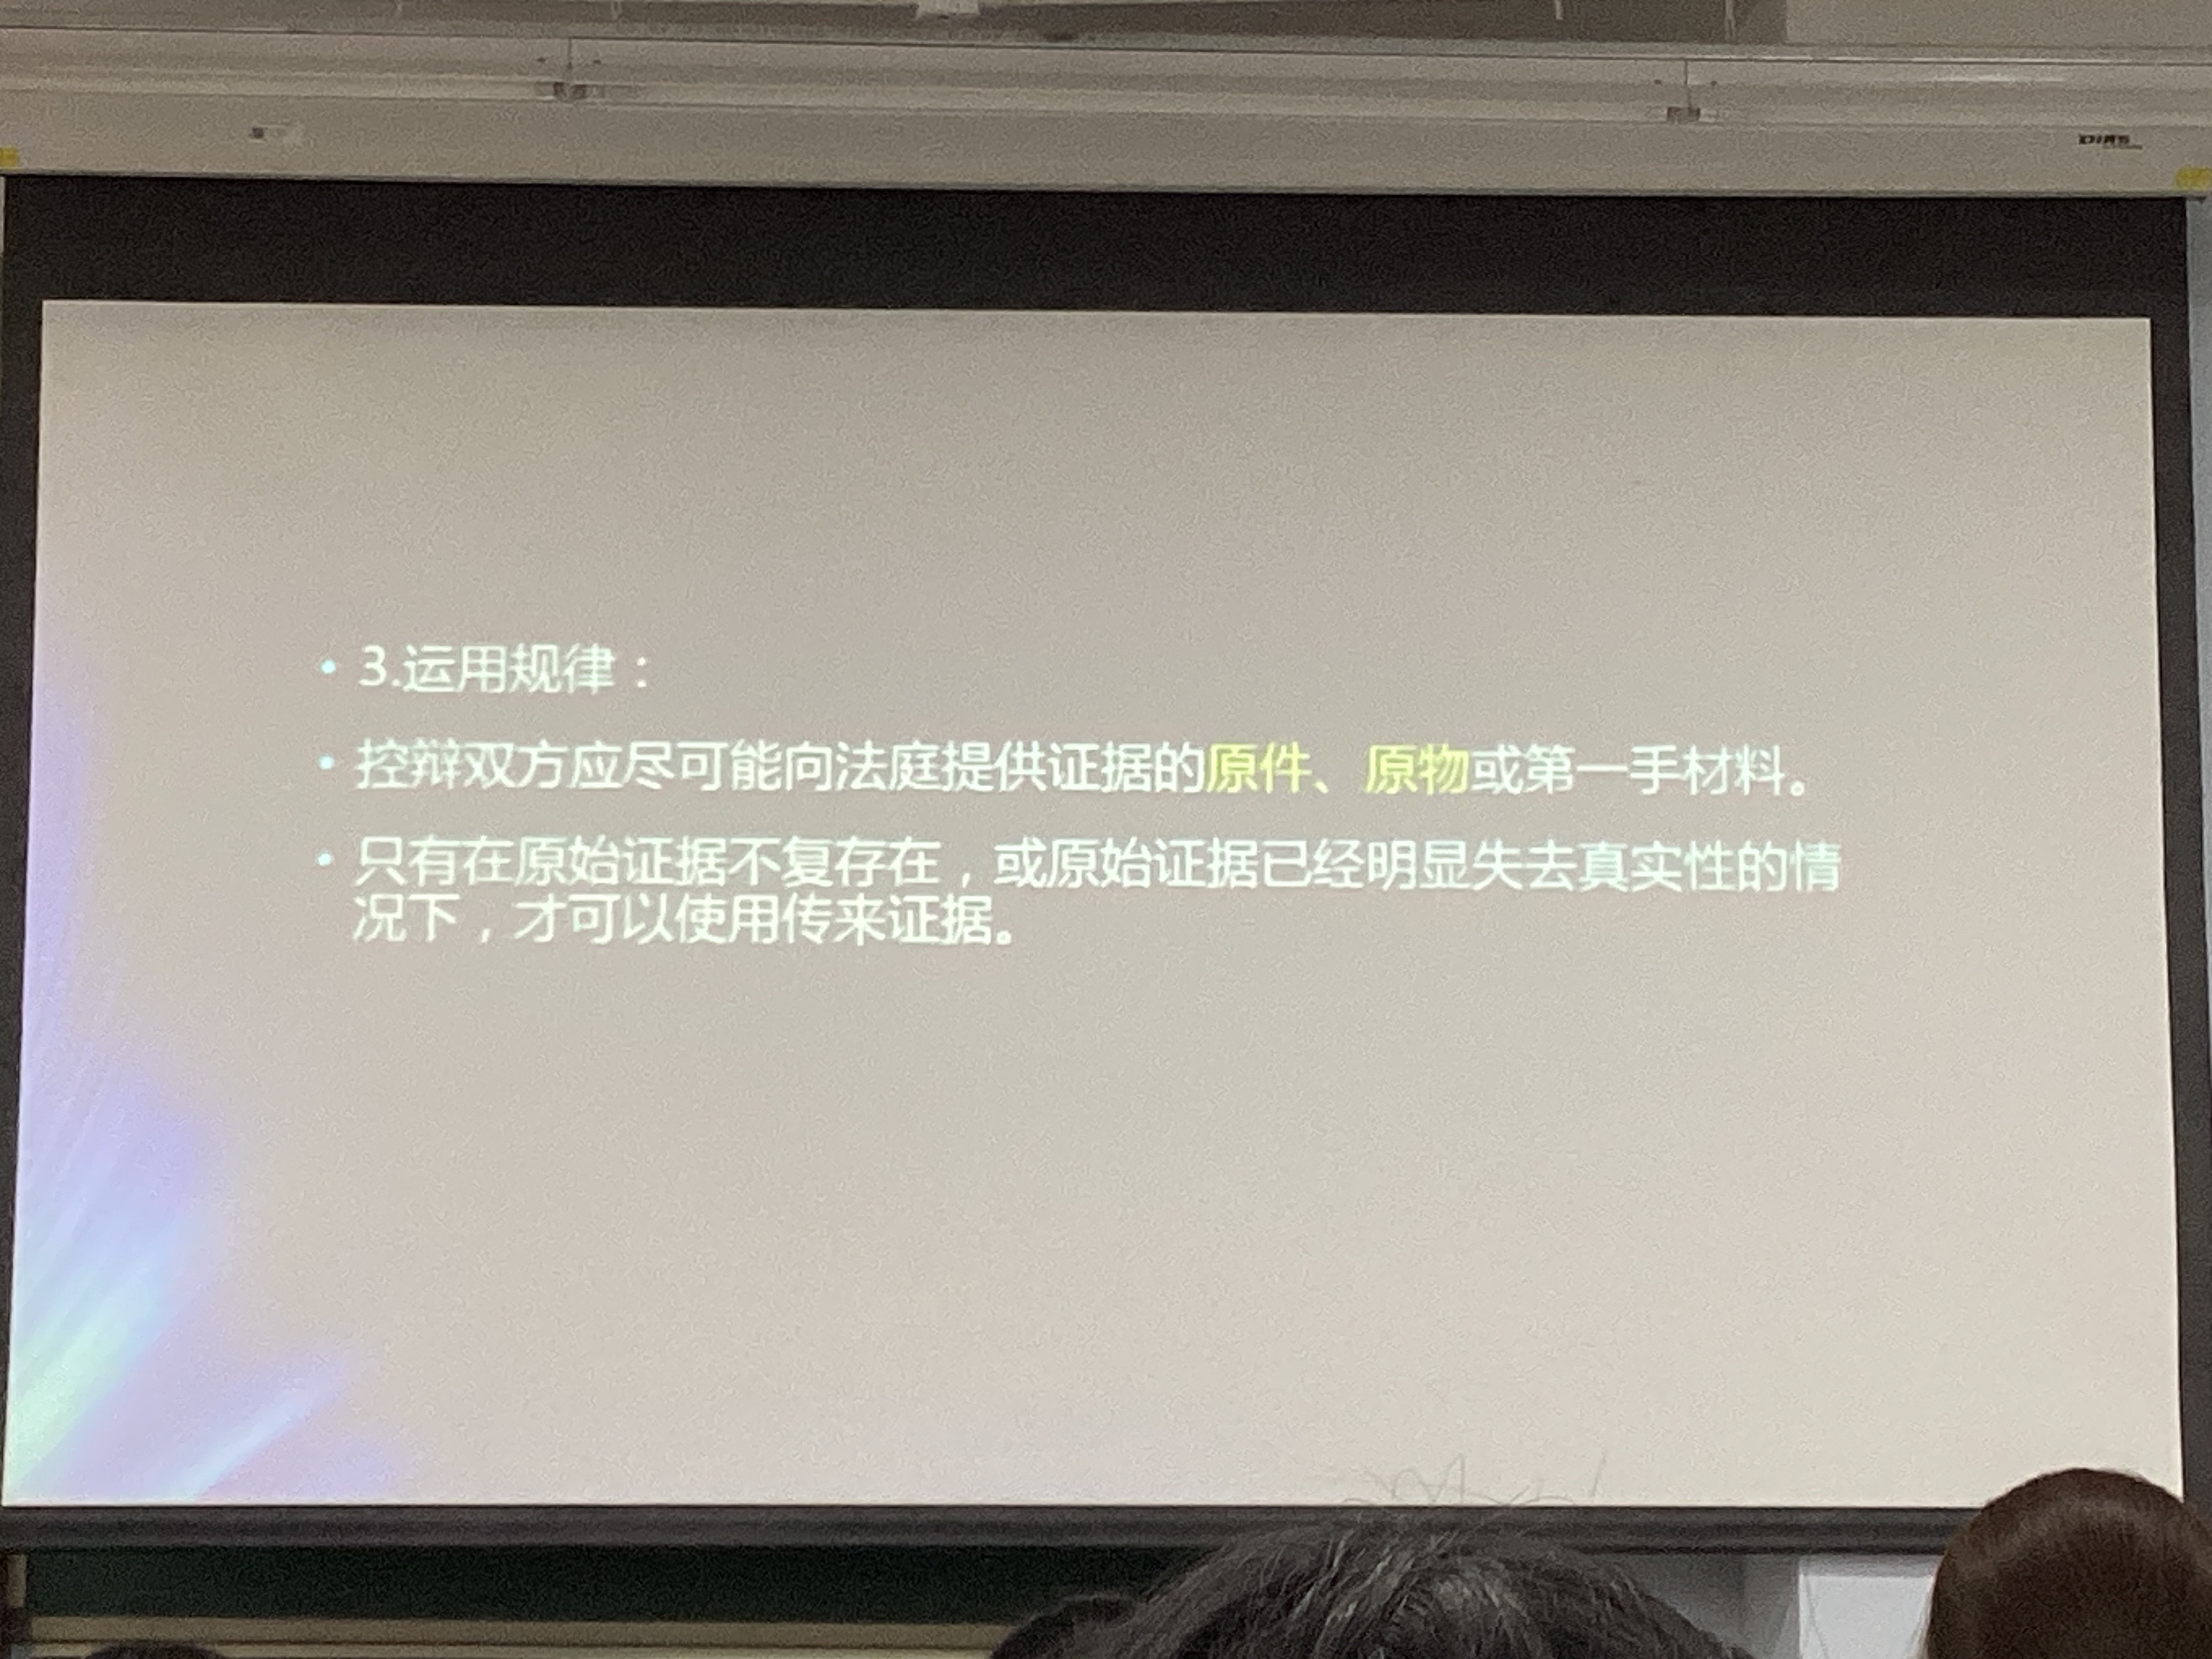 3.运用规律：
控辩双方应尽可能向法庭提供证据的原件、原物或第一手材料。
只有在原始证据不复存在，或原始证据已经明显失去真实性的情
况下，才可以使用传来证据。